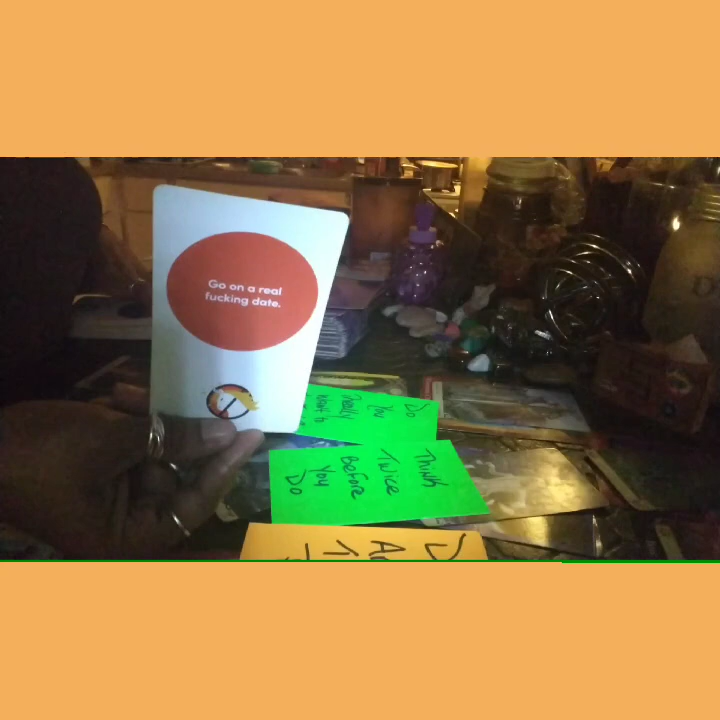 Go on a real
fucking date.
Do
You
Really
Want to
Think
Twice
Before
You
Do